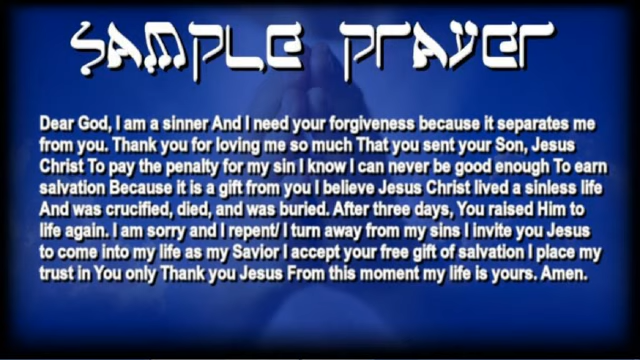 SAMPLE PRAYER
Dear God, I am a sinner And I need your forgiveness because it separates me
from you. Thank you for loving me so much That you sent your Son, Jesus
Christ To pay the penalty for my sin I know I can never be good enough To earn
salvation Because it is a gift from you I believe Jesus Christ lived a sinless life
And was crucified, died, and was buried. After three days, You raised Him to
life again. I am sorry and I repent/ I turn away from my sins I invite you Jesus
to come into my life as my Savior I accept your free gift of salvation I place my
trust in You only Thank you Jesus From this moment my life is yours. Amen.